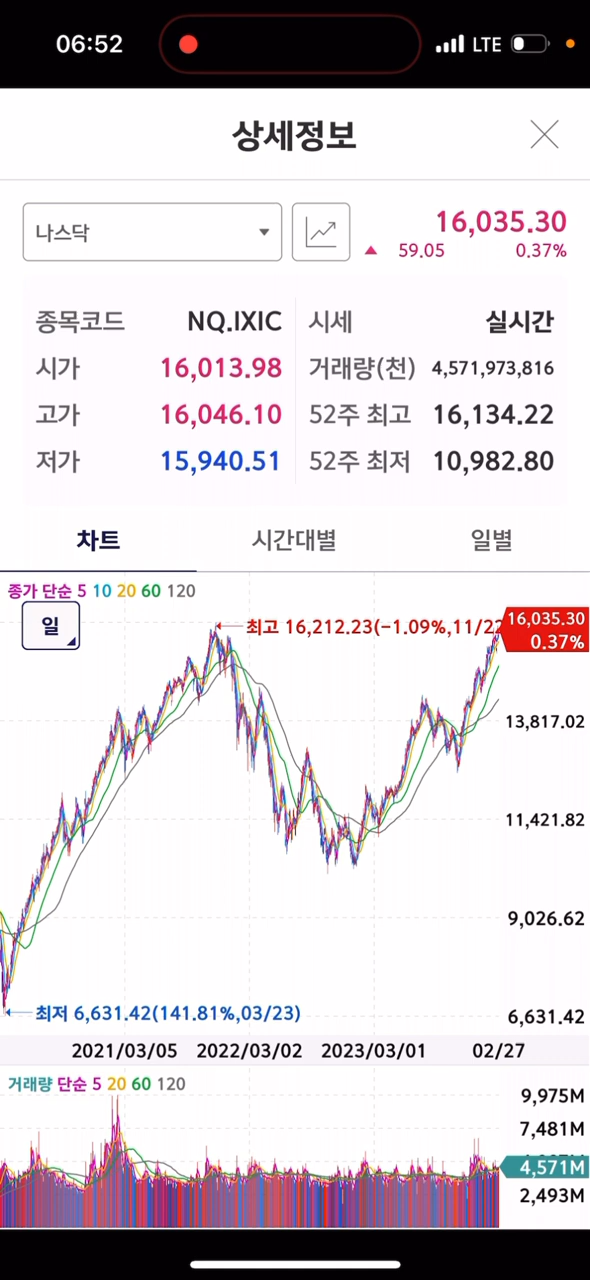 06:52 LTE
상세정보
나스닥 16,035.30
▲ 59.05 0.37%
종목코드 NQ.IXIC 시세 실시간
시가 16,013.98 거래량(천) 4,571,973,816
고가 16,046.10 52주 최고 16,134.22
저가 15,940.51 52주 최저 10,982.80
차트 시간대별 일별
종가 단순 5 10 20 60 120
일
최고 16,212.23(-1.09%,11/22
16,035.30
0.37%
13,817.02
11,421.82
9,026.62
최저 6,631.42(141.81%,03/23) 6,631.42
2021/03/05 2022/03/02 2023/03/01 02/27
거래량 단순 5 20 60 120
9,975M
7,481M
4,571M
2,493M